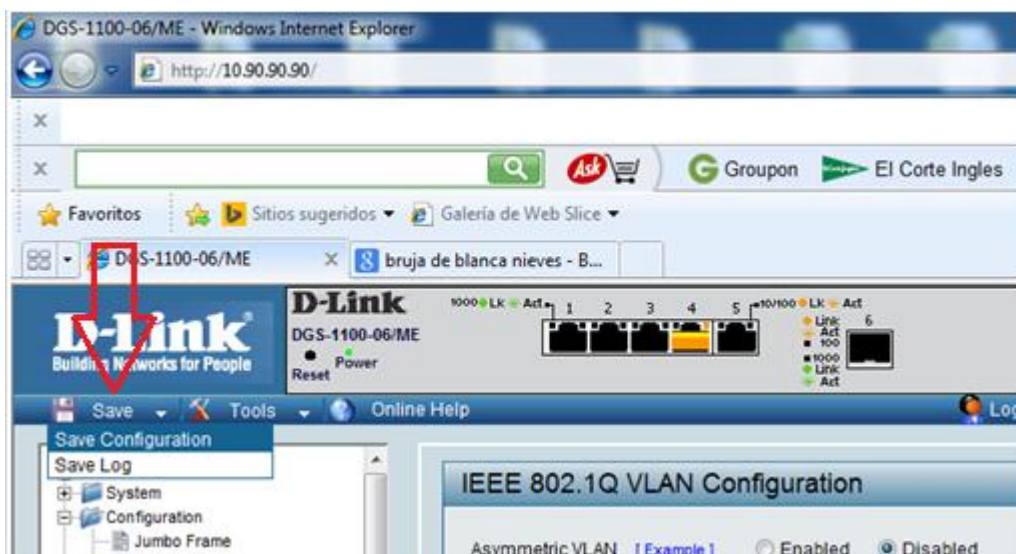 DGS-1100-06/ME - Windows Internet Explorer
http://10.90.90.90/
x
x Ask Groupon El Corte Ingles
Favoritos Sitios sugeridos Galería de Web Slice
DGS-1100-06/ME x bruja de blanca nieves - B...
D-Link
Building Networks for People
D-Link
DGS-1100-06/ME
Reset Power
1000 Lk Act 1 2 3 4 5 10/100 Lk Act
Link 6
Act
100
1000
Link
Act
Save Tools Online Help
Save Configuration
Save Log
System
Configuration
Jumbo Frame
IEEE 802.1Q VLAN Configuration
Asymmetric VLAN [ Example ] Enabled Disabled